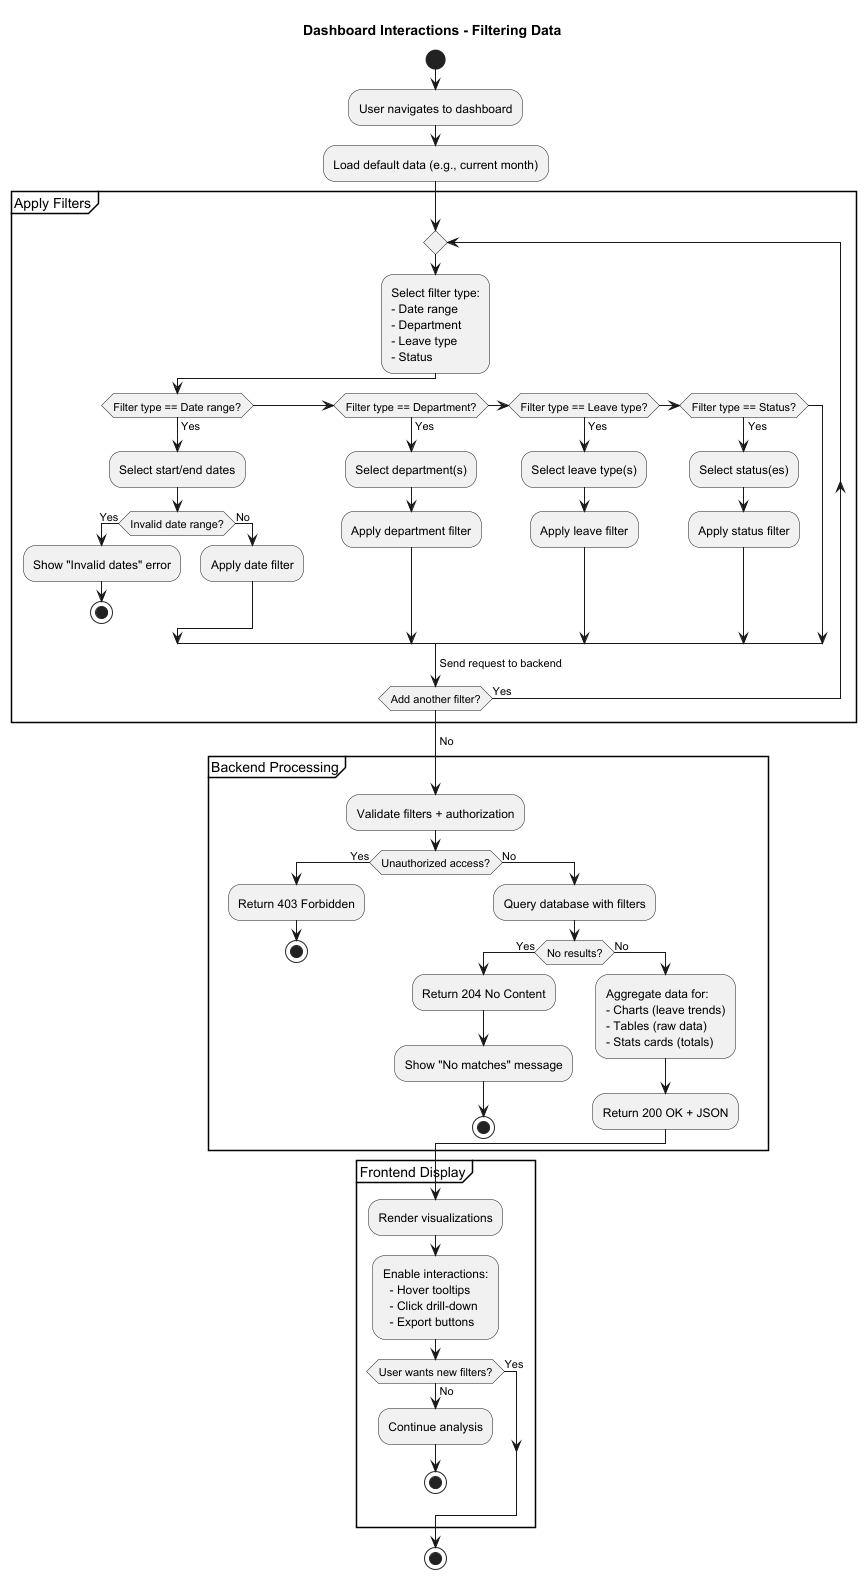 Dashboard Interactions - Filtering Data
User navigates to dashboard
Load default data (e.g., current month)
Apply Filters
Select filter type:
- Date range
- Department
- Leave type
- Status
Filter type == Date range?
Filter type == Department?
Filter type == Leave type?
Filter type == Status?
Yes
Yes
Yes
Yes
Select start/end dates
Select department(s)
Select leave type(s)
Select status(es)
Yes
Invalid date range?
No
Apply department filter
Apply leave filter
Apply status filter
Show "Invalid dates" error
Apply date filter
Send request to backend
Add another filter?
Yes
No
Backend Processing
Validate filters + authorization
Yes
Unauthorized access?
No
Return 403 Forbidden
Query database with filters
Yes
No results?
No
Return 204 No Content
Aggregate data for:
- Charts (leave trends)
- Tables (raw data)
- Stats cards (totals)
Show "No matches" message
Return 200 OK + JSON
Frontend Display
Render visualizations
Enable interactions:
- Hover tooltips
- Click drill-down
- Export buttons
User wants new filters?
Yes
No
Continue analysis